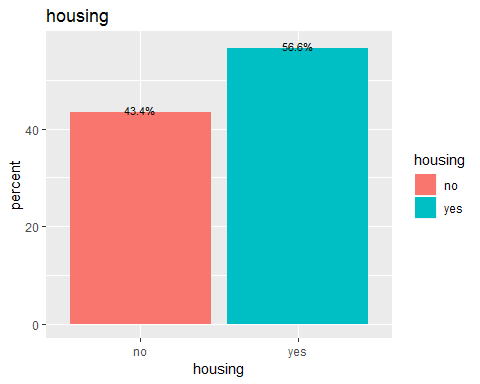 housing
percent
40
20
0
43.4%
56.6%
no
yes
housing
housing
no
yes